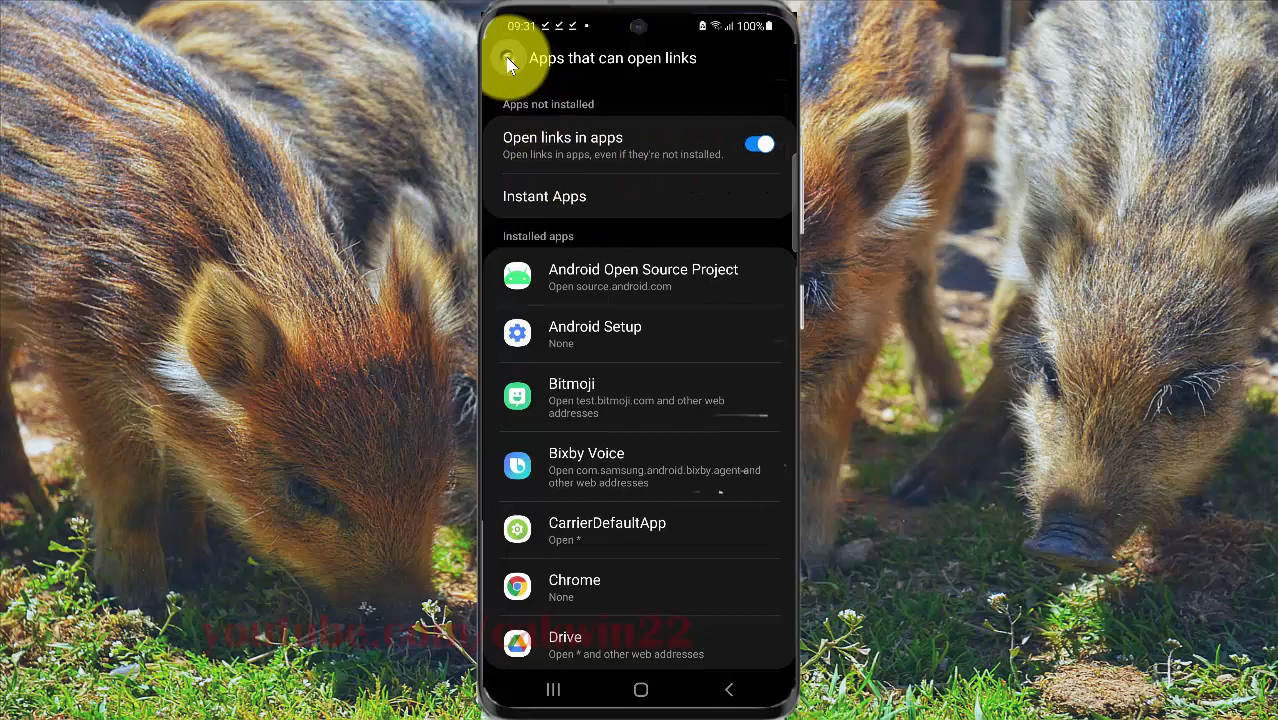 09:31 100%
Apps that can open links
Apps not installed
Open links in apps
Open links in apps, even if they're not installed.
Instant Apps
Installed apps
Android Open Source Project
Open source.android.com
Android Setup
None
Bitmoji
Open test.bitmoji.com and other web
addresses
Bixby Voice
Open com.samsung.android.bixby.agent and
other web addresses
CarrierDefaultApp
Open *
Chrome
None
Drive
Open * and other web addresses